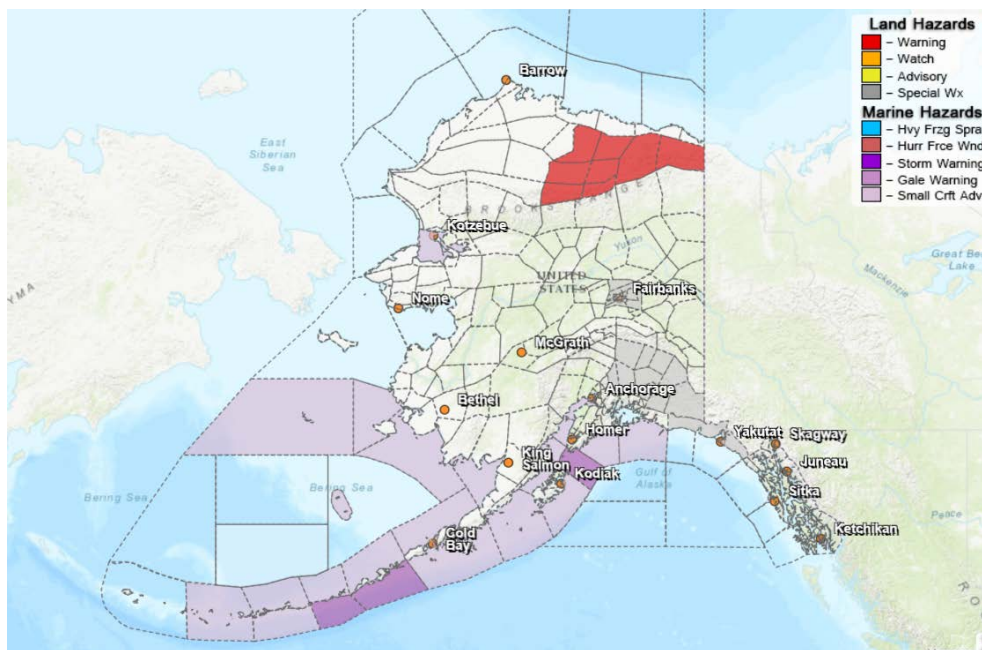 Land Hazards
– Warning
– Watch
– Advisory
– Special Wx
Marine Hazards
– Hvy Frzg Spra
– Hurr Frce Wnd
– Storm Warning
– Gale Warning
– Small Crft Adv
Barrow
East
Siberian
Sea
BROOKS RANGE
Kotzebue
Yukon
UNITED
STATES
Fairbanks
Great Be
Lake
Mackenzie
YMA
Nome
McGrath
Anchorage
Bethel
Homer
Yakutat
Skagway
King
Salmon
Kodiak
Gulf of
Alaska
Juneau
Bering Sea
Bering Sea
Sitka
Peace
Gold
Bay
Ketchikan
R O